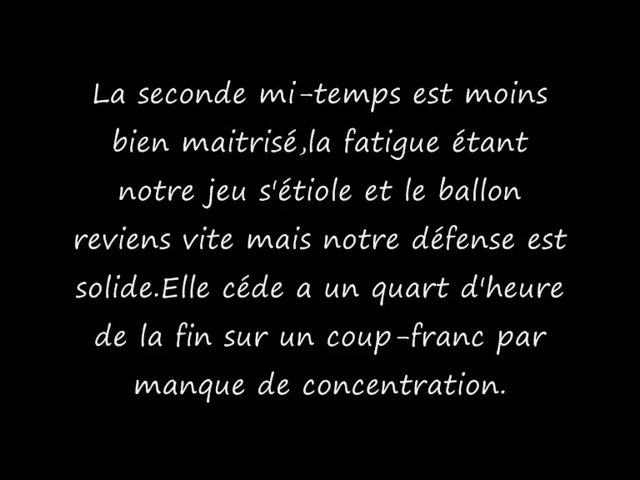 La seconde mi-temps est moins
bien maitrisé,la fatigue étant
notre jeu s'étiole et le ballon
reviens vite mais notre défense est
solide.Elle céde a un quart d'heure
de la fin sur un coup-franc par
manque de concentration.